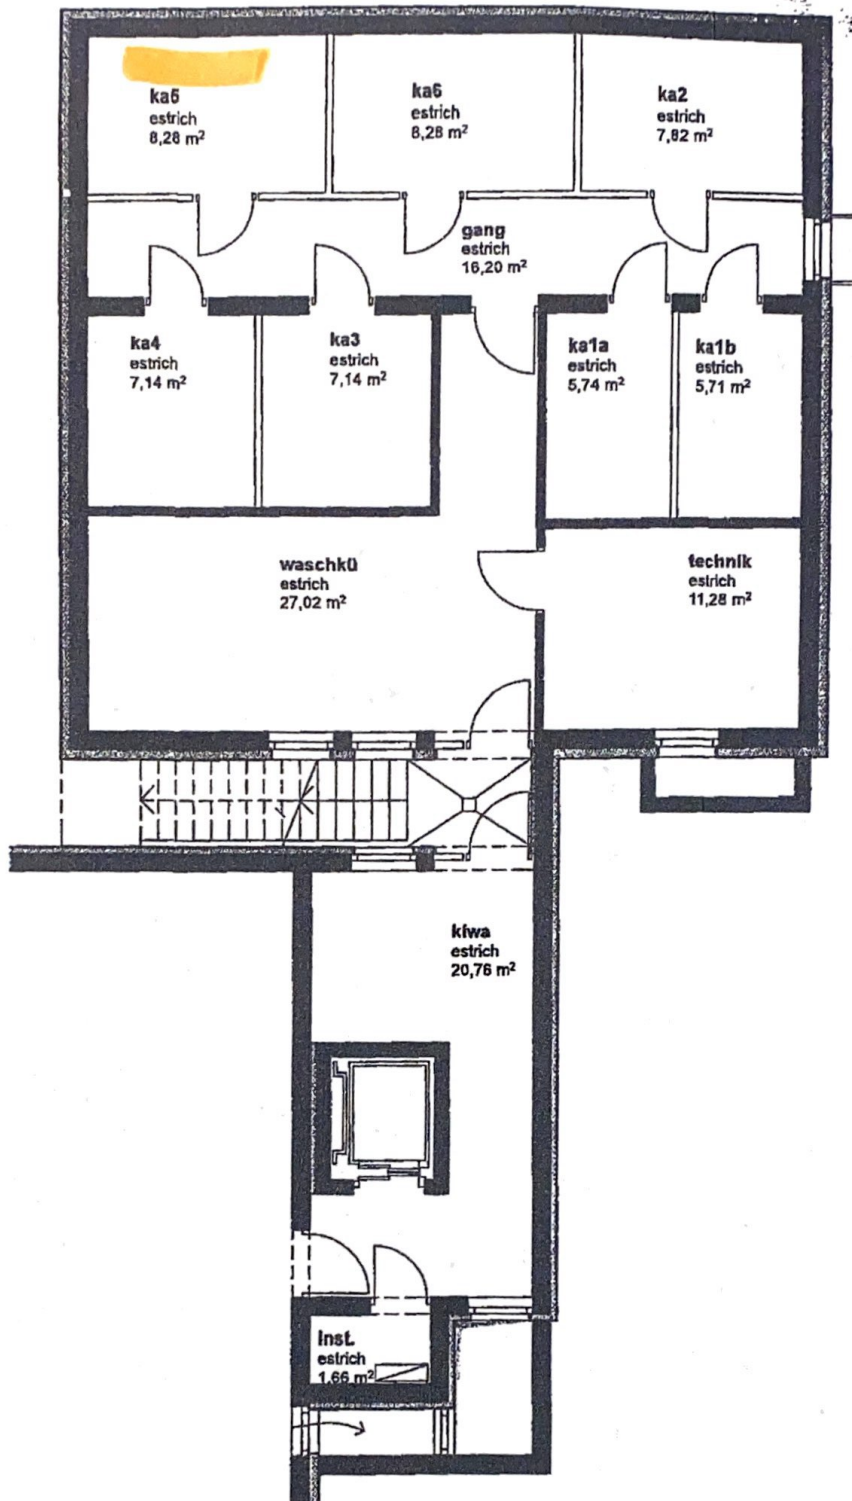 ka5
estrich
8,28 m²
ka6
estrich
8,28 m²
ka2
estrich
7,82 m²
gang
estrich
16,20 m²
ka4
estrich
7,14 m²
ka3
estrich
7,14 m²
ka1a
estrich
5,74 m²
ka1b
estrich
5,71 m²
waschkü
estrich
27,02 m²
technik
estrich
11,28 m²
kiwa
estrich
20,76 m²
Inst.
estrich
1,66 m²